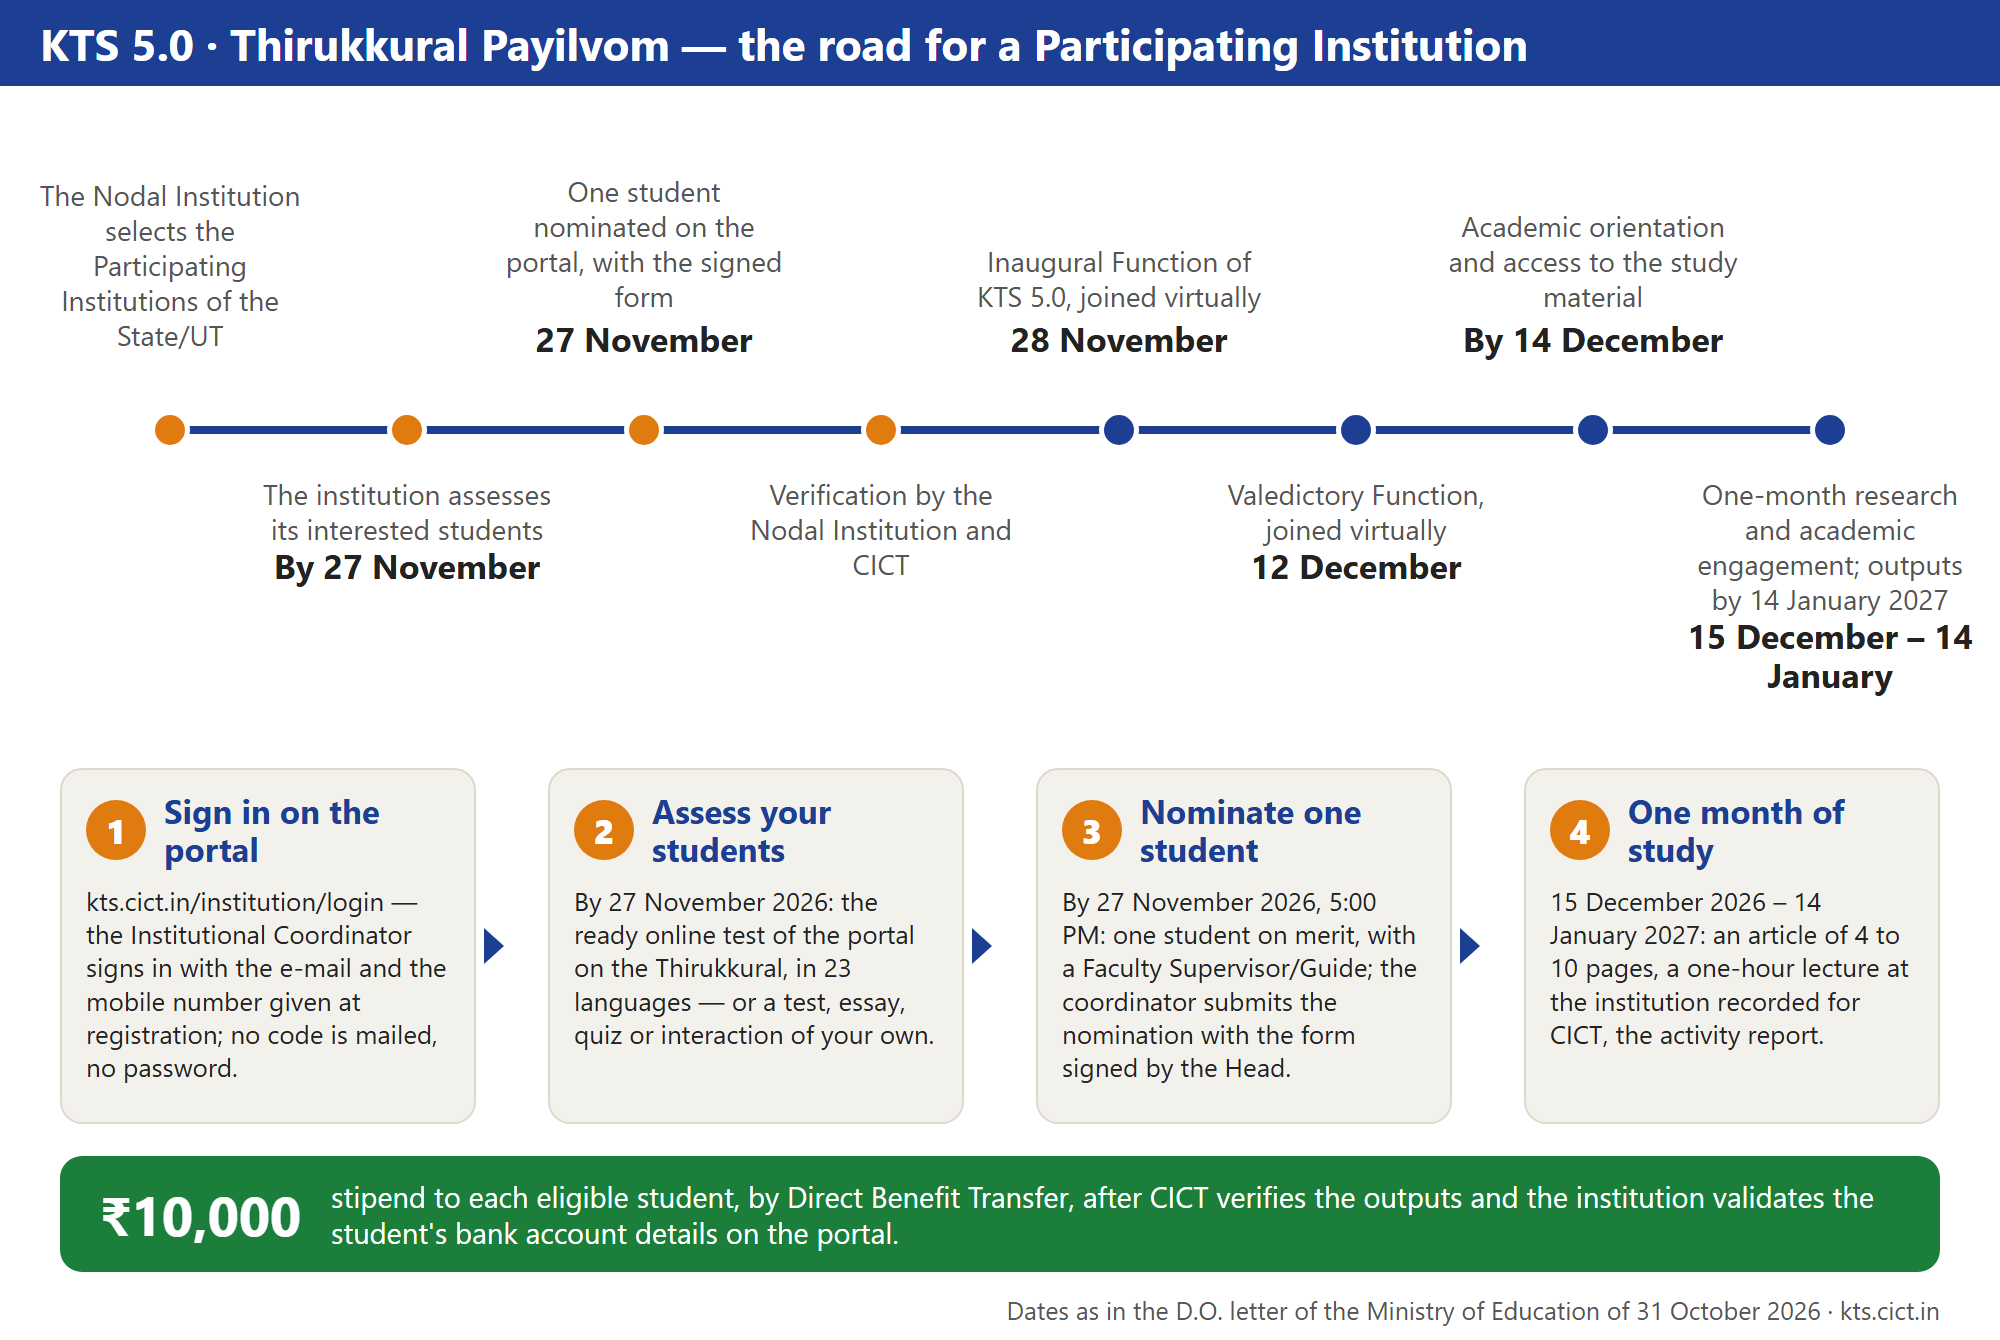 KTS 5.0 · Thirukkural Payilvom — the road for a Participating Institution
The Nodal Institution
selects the
Participating
Institutions of the
State/UT
The institution assesses
its interested students
By 27 November
One student
nominated on the
portal, with the signed
form
27 November
Verification by the
Nodal Institution and
CICT
Inaugural Function of
KTS 5.0, joined virtually
28 November
Valedictory Function,
joined virtually
12 December
Academic orientation
and access to the study
material
By 14 December
One-month research
and academic
engagement; outputs
by 14 January 2027
15 December – 14
January
1
Sign in on the
portal
kts.cict.in/institution/login —
the Institutional Coordinator
signs in with the e-mail and the
mobile number given at
registration; no code is mailed,
no password.
2
Assess your
students
By 27 November 2026: the
ready online test of the portal
on the Thirukkural, in 23
languages — or a test, essay,
quiz or interaction of your own.
3
Nominate one
student
By 27 November 2026, 5:00
PM: one student on merit, with
a Faculty Supervisor/Guide; the
coordinator submits the
nomination with the form
signed by the Head.
4
One month of
study
15 December 2026 – 14
January 2027: an article of 4 to
10 pages, a one-hour lecture at
the institution recorded for
CICT, the activity report.
₹10,000
stipend to each eligible student, by Direct Benefit Transfer, after CICT verifies the outputs and the institution validates the
student's bank account details on the portal.
Dates as in the D.O. letter of the Ministry of Education of 31 October 2026 · kts.cict.in